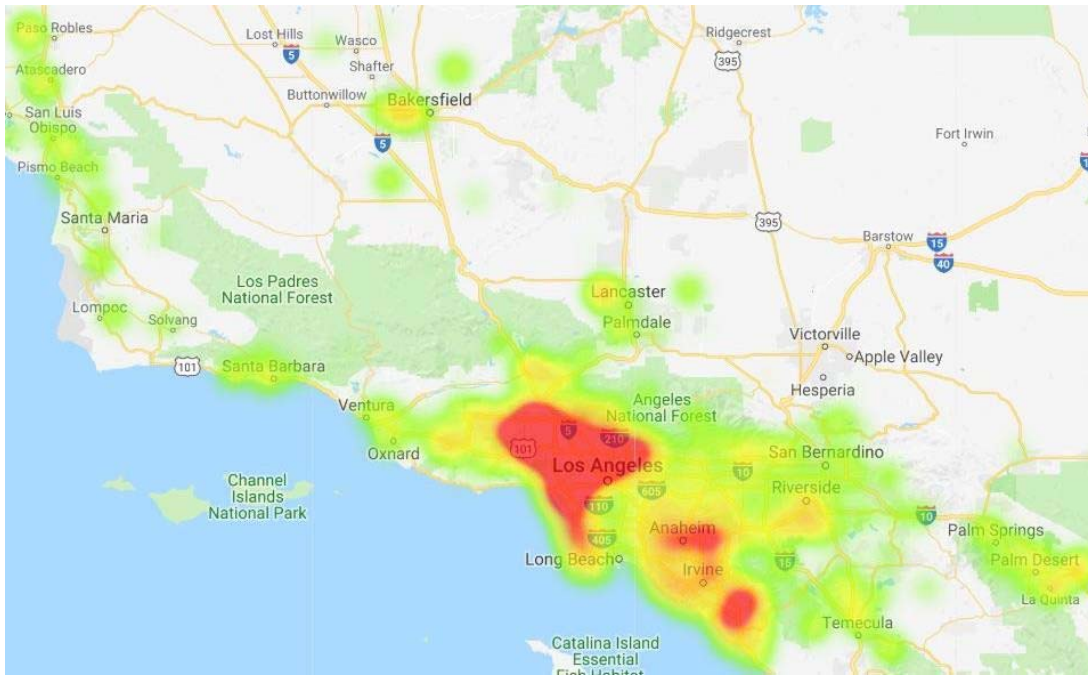 Paso Robles
Lost Hills
Wasco
Ridgecrest
5
395
Atascadero
Shafter
Buttonwillow
Bakersfield
San Luis
Obispo
5
Fort Irwin
Pismo Beach
Santa Maria
395
Barstow
15
40
Los Padres
National Forest
Lancaster
Lompoc
Solvang
Palmdale
Victorville
Apple Valley
101
Santa Barbara
Hesperia
Ventura
Angeles
National Forest
Oxnard
5
210
101
San Bernardino
Los Angeles
10
Channel
Islands
National Park
605
Riverside
110
10
Anaheim
Palm Springs
405
Long Beach
15
Palm Desert
Irvine
La Quinta
Temecula
Catalina Island
Essential
Fish Habitat